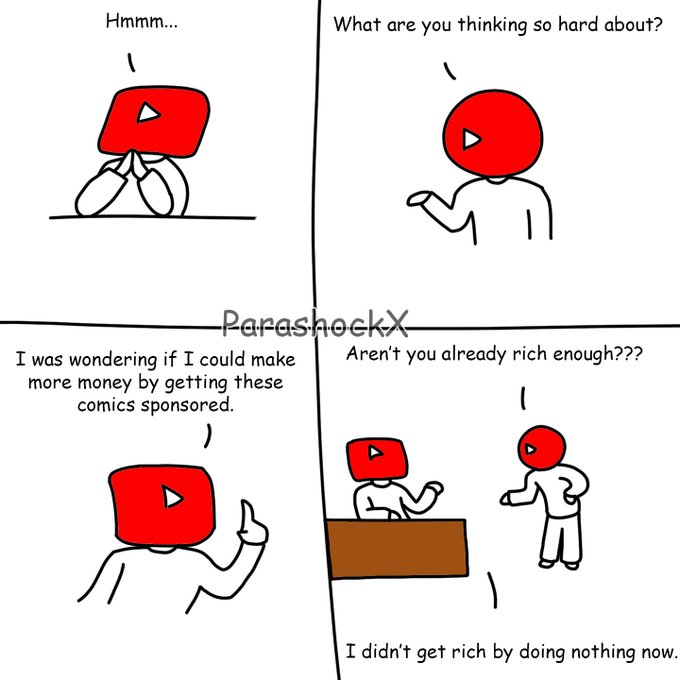 Hmmm...
What are you thinking so hard about?
ParashockX
I was wondering if I could make
more money by getting these
comics sponsored.
Aren't you already rich enough???
I didn't get rich by doing nothing now.